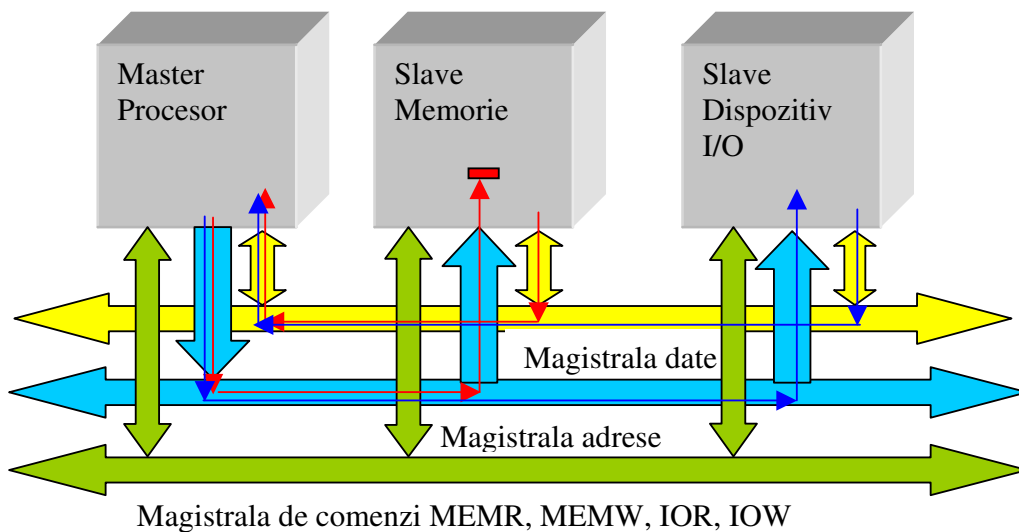 Master
Procesor
Slave
Memorie
Slave
Dispozitiv
I/O
Magistrala date
Magistrala adrese
Magistrala de comenzi MEMR, MEMW, IOR, IOW